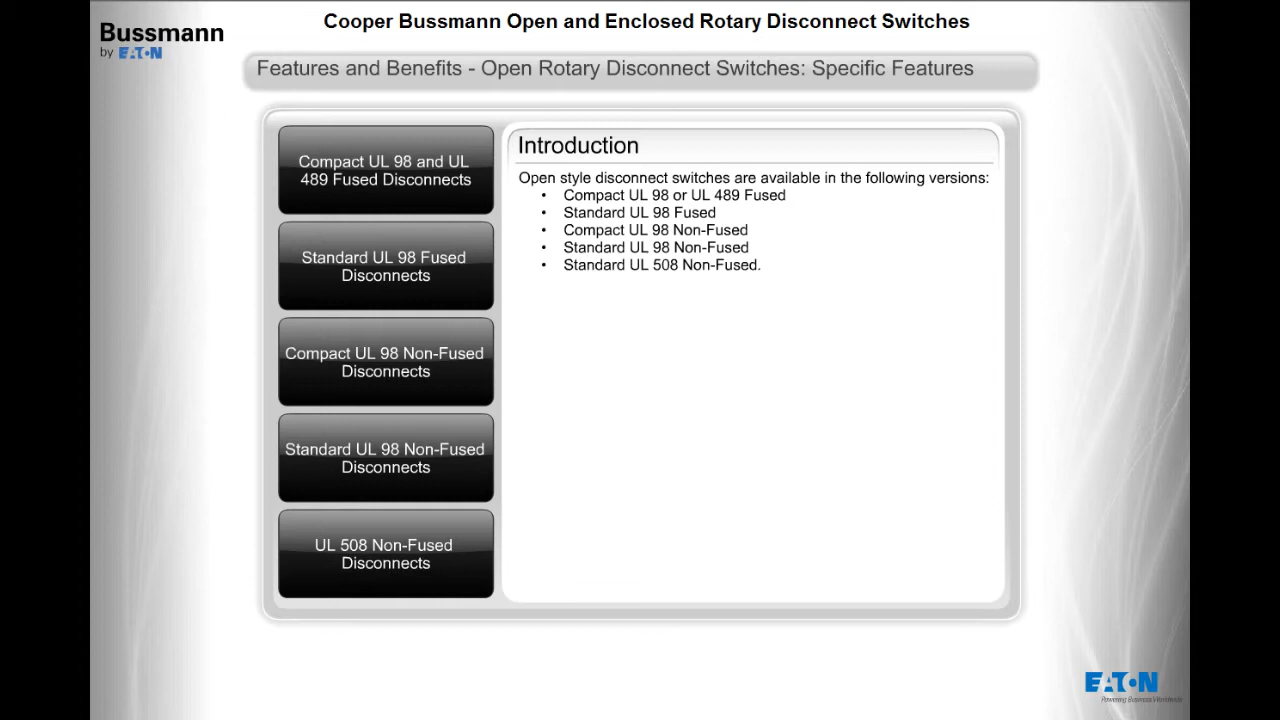 Cooper Bussmann Open and Enclosed Rotary Disconnect Switches
Bussmann
by EATON
Features and Benefits - Open Rotary Disconnect Switches: Specific Features
Compact UL 98 and UL
489 Fused Disconnects
Standard UL 98 Fused
Disconnects
Compact UL 98 Non-Fused
Disconnects
Standard UL 98 Non-Fused
Disconnects
UL 508 Non-Fused
Disconnects
Introduction
Open style disconnect switches are available in the following versions:
• Compact UL 98 or UL 489 Fused
• Standard UL 98 Fused
• Compact UL 98 Non-Fused
• Standard UL 98 Non-Fused
• Standard UL 508 Non-Fused.
EATON
Powering Business Worldwide